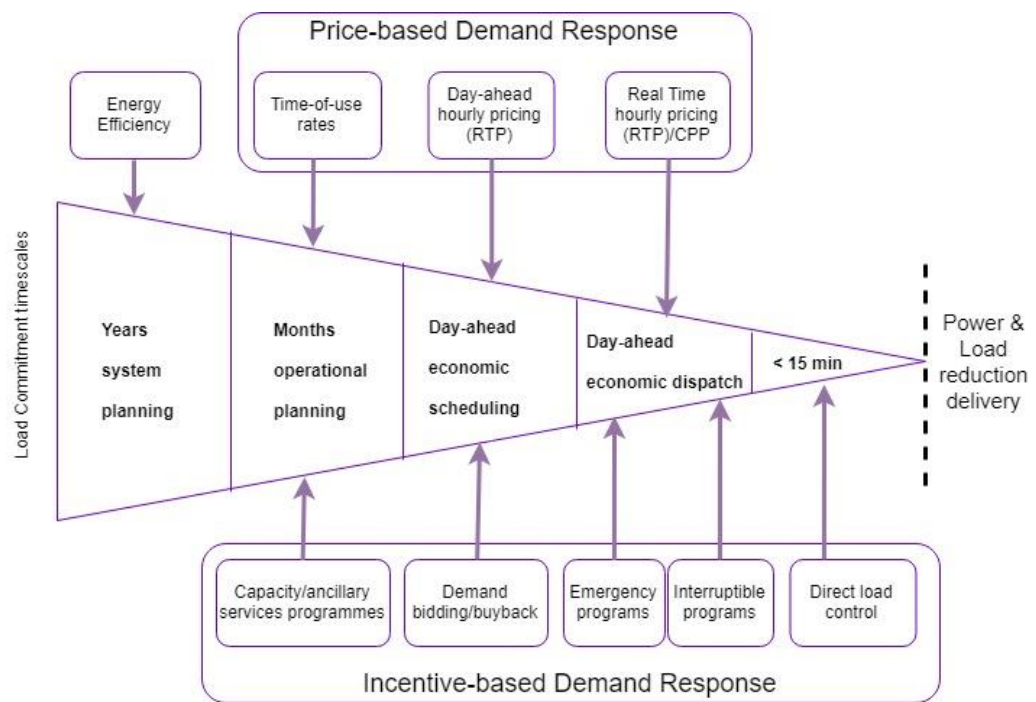 Price-based Demand Response
Energy
Efficiency
Time-of-use
rates
Day-ahead
hourly pricing
(RTP)
Real Time
hourly pricing
(RTP)/CPP
Load Commitment timescales
Years
system
planning
Months
operational
planning
Day-ahead
economic
scheduling
Day-ahead
economic dispatch
< 15 min
Power &
Load
reduction
delivery
Capacity/ancillary
services programmes
Demand
bidding/buyback
Emergency
programs
Interruptible
programs
Direct load
control
Incentive-based Demand Response